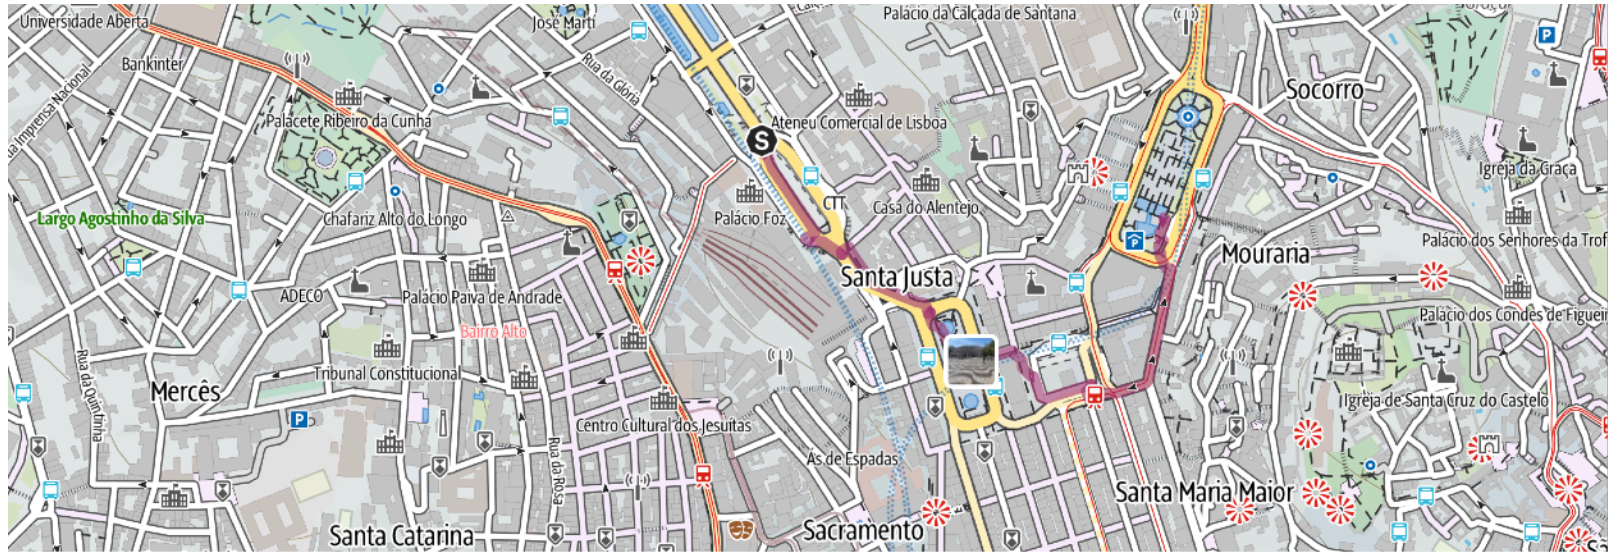 Universidade Aberta
José Martí
Palácio da Calçada de Santana
Bankinter
Rua da Gloria
Socorro
Palacete Ribeiro da Cunha
Ateneu Comercial de Lisboa
S
P
Igreja da Graça
Largo Agostinho da Silva
Chafariz Alto do Longo
Palácio Foz
CTT
Casa do Alentejo
Mouraria
Palácio dos Senhores da Trof
Santa Justa
ADECO
Palácio Paiva de Andrade
Bairro Alto
Palácio dos Condes de Figueir
Tribunal Constitucional
Mercês
Rua da Quintinha
P
Centro Cultural dos Jesuítas
Igreja de Santa Cruz do Castelo
As de Espadas
Rua da Rosa
Santa Maria Maior
Santa Catarina
Sacramento